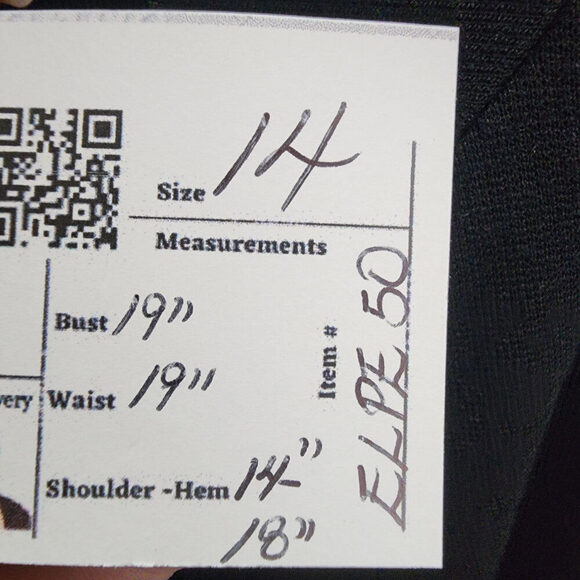 Size 14
Measurements
Bust 19"
Waist 19"
Shoulder -Hem 14"
18"
Item # ELPE 50
very